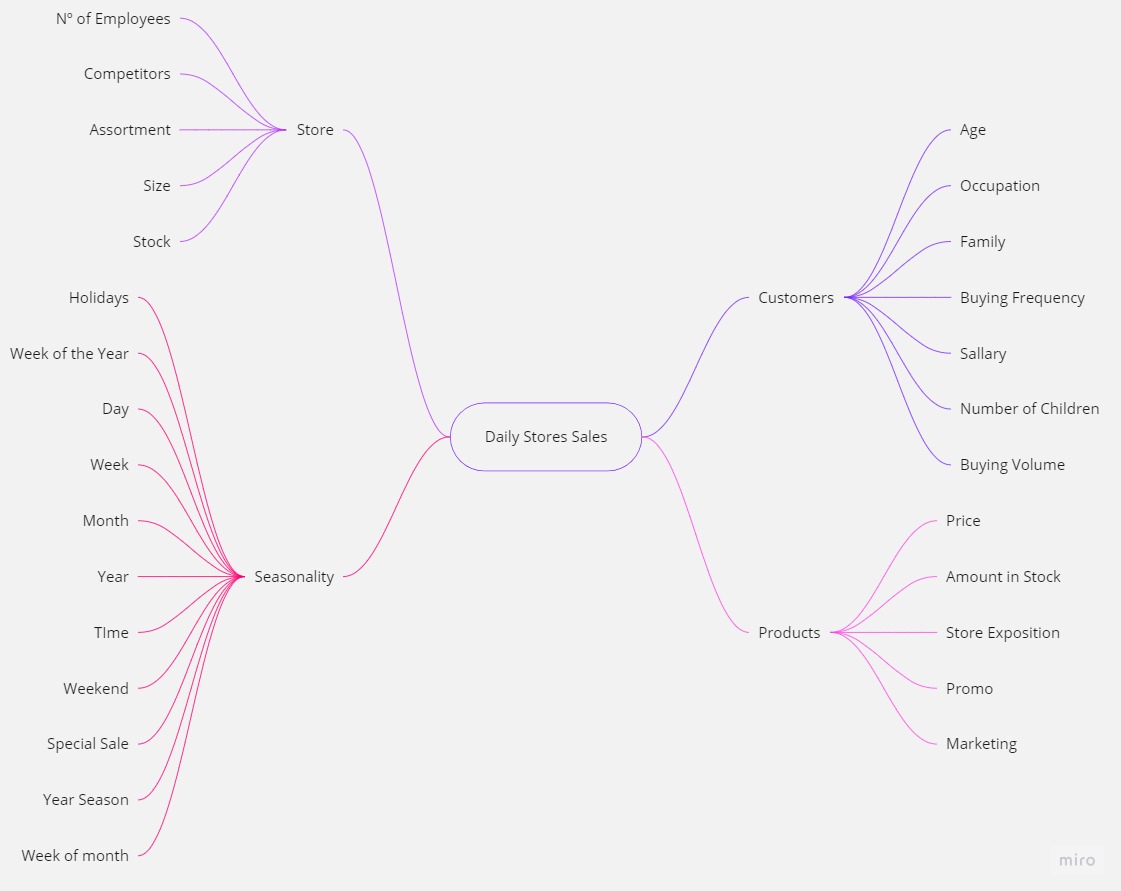 Nº of Employees
Competitors
Assortment
Size
Stock
Store
Holidays
Week of the Year
Day
Week
Month
Year
TIme
Weekend
Special Sale
Year Season
Week of month
Seasonality
Daily Stores Sales
Customers
Age
Occupation
Family
Buying Frequency
Sallary
Number of Children
Buying Volume
Products
Price
Amount in Stock
Store Exposition
Promo
Marketing
miro